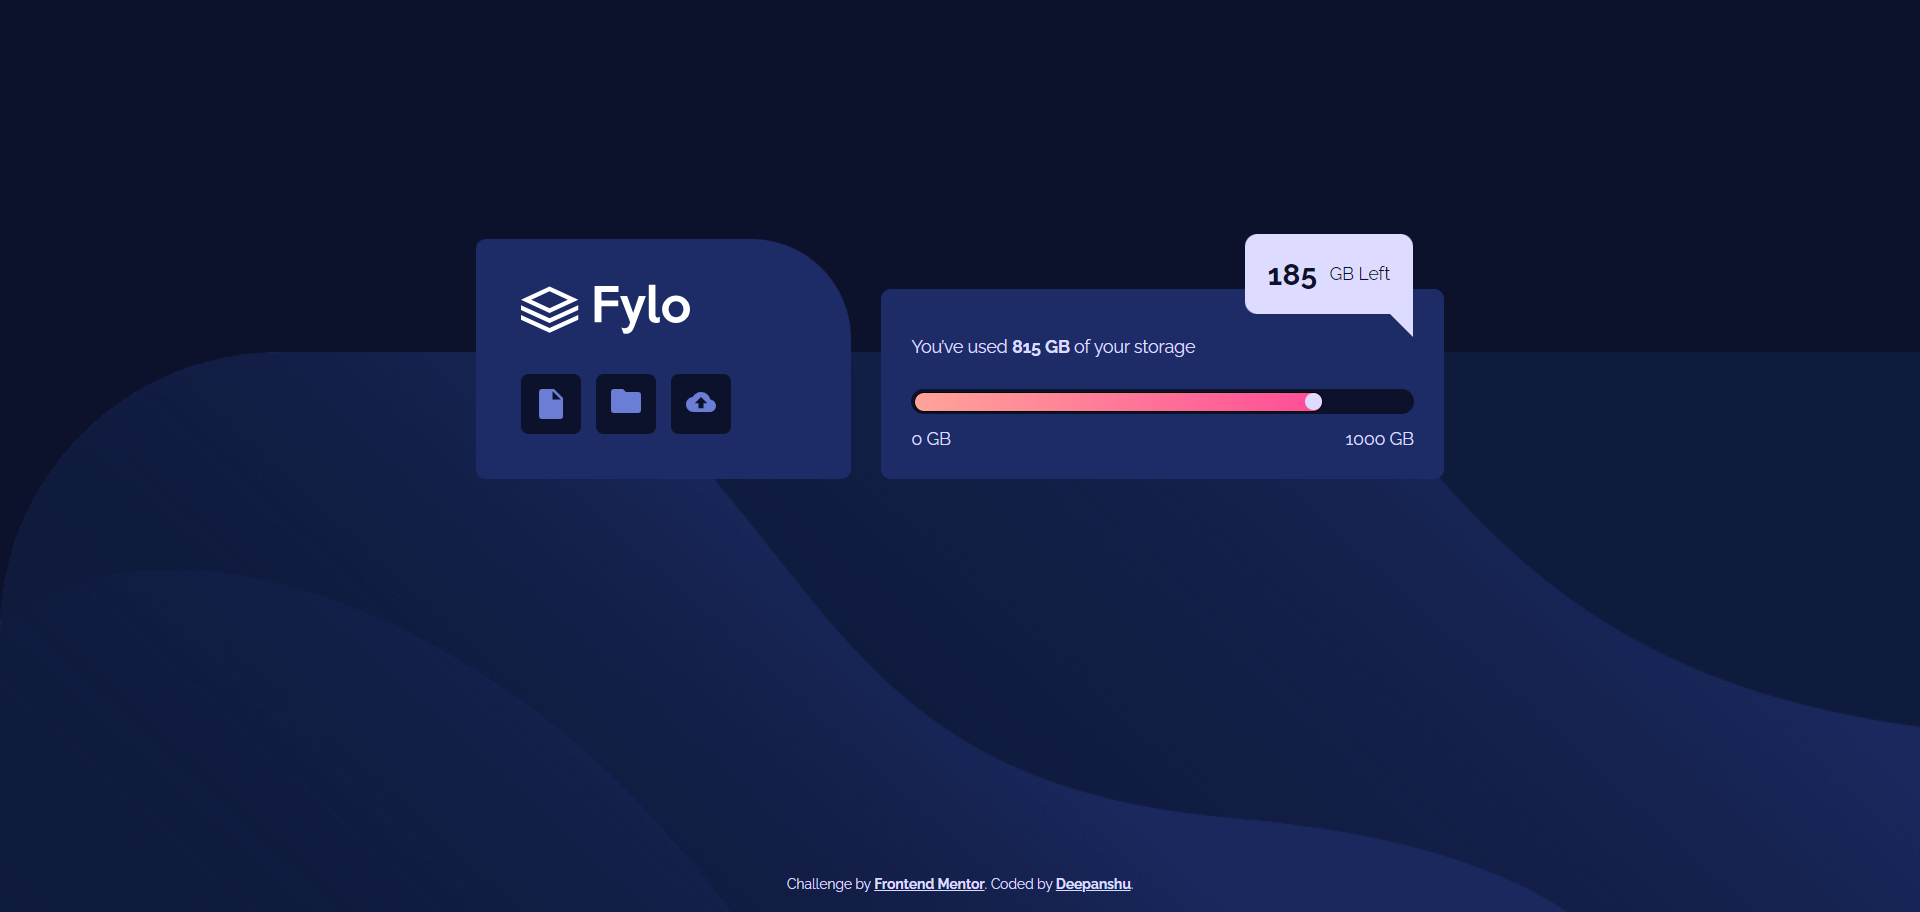 Fylo
185 GB Left
You've used 815 GB of your storage
0 GB
1000 GB
Challenge by Frontend Mentor. Coded by Deepanshu.